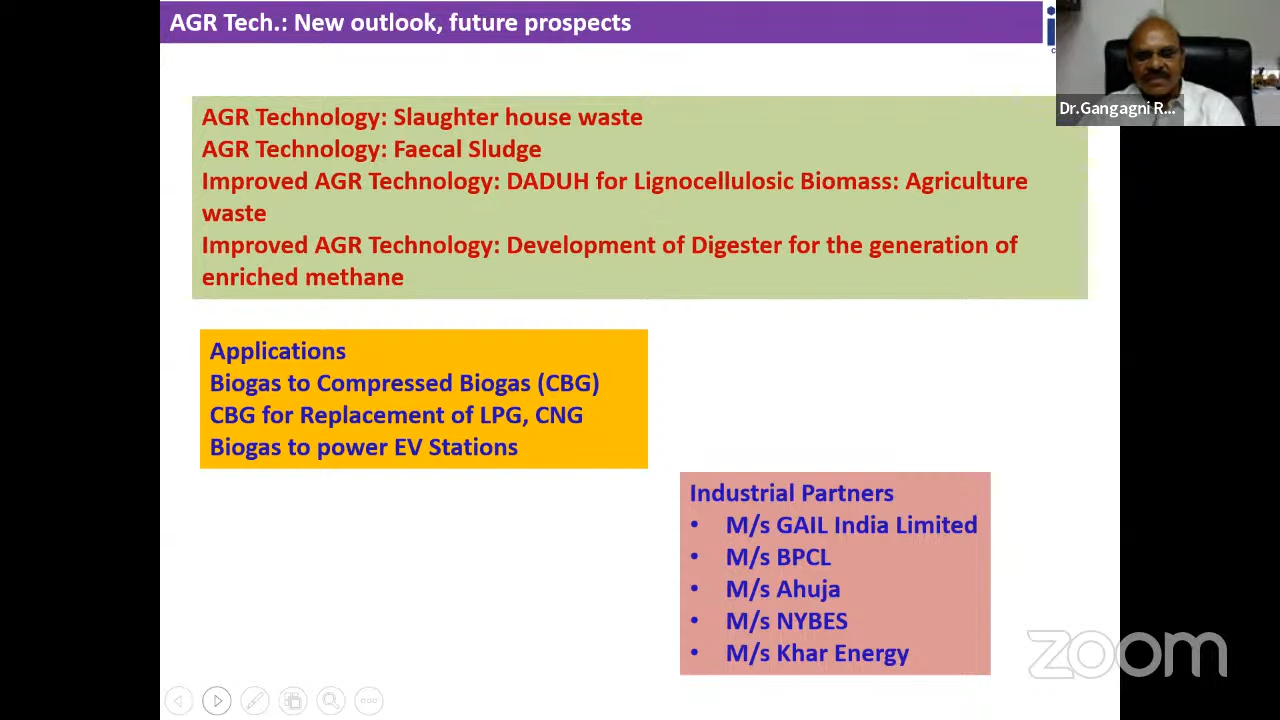 AGR Tech.: New outlook, future prospects
Dr.Gangagni R...
AGR Technology: Slaughter house waste
AGR Technology: Faecal Sludge
Improved AGR Technology: DADUH for Lignocellulosic Biomass: Agriculture
waste
Improved AGR Technology: Development of Digester for the generation of
enriched methane
Applications
Biogas to Compressed Biogas (CBG)
CBG for Replacement of LPG, CNG
Biogas to power EV Stations
Industrial Partners
• M/s GAIL India Limited
• M/s BPCL
• M/s Ahuja
• M/s NYBES
• M/s Khar Energy
zoom